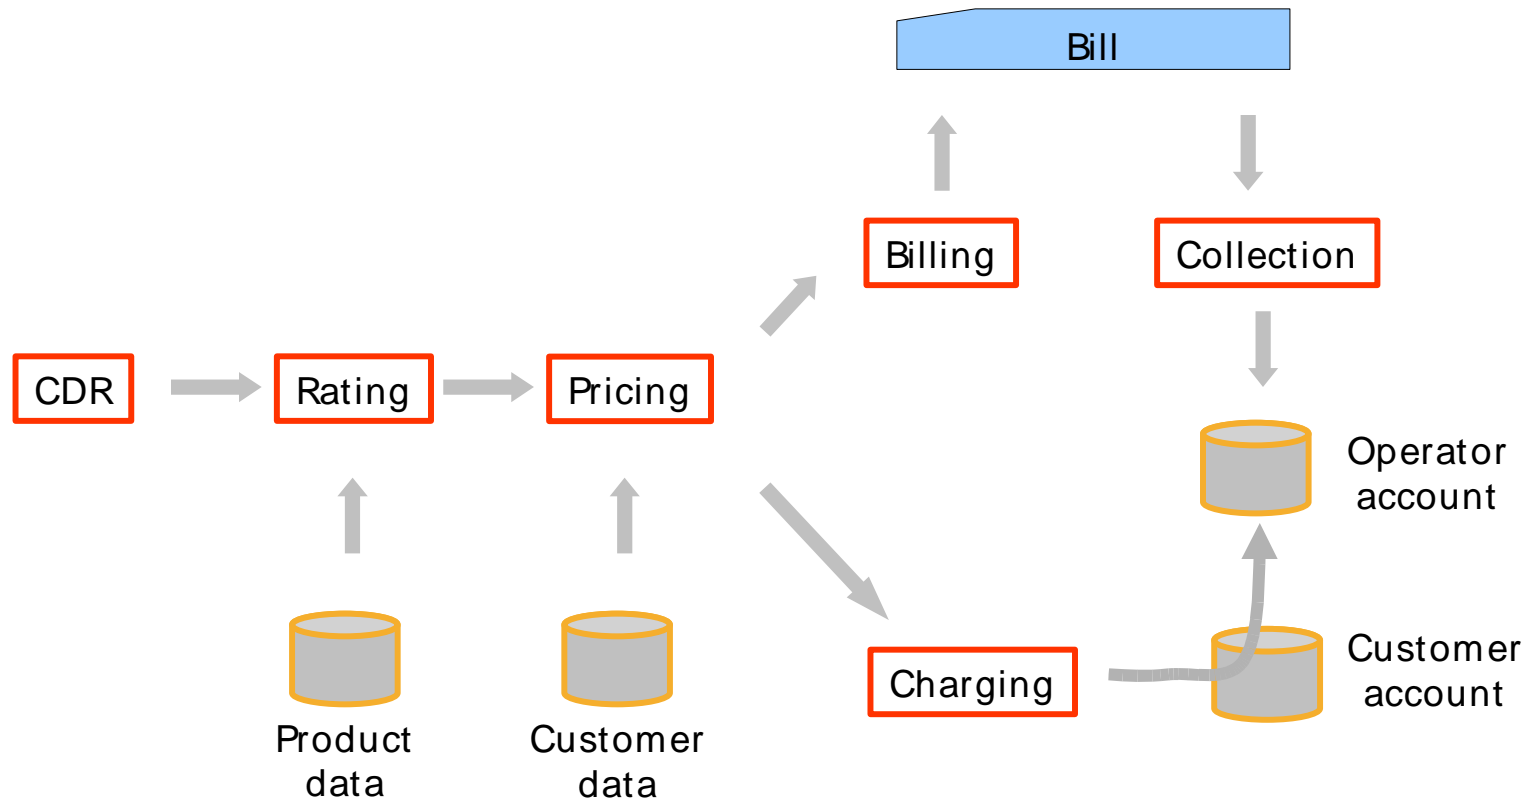 Bill
Billing
Collection
CDR
Rating
Pricing
Operator
account
Charging
Customer
account
Product
data
Customer
data